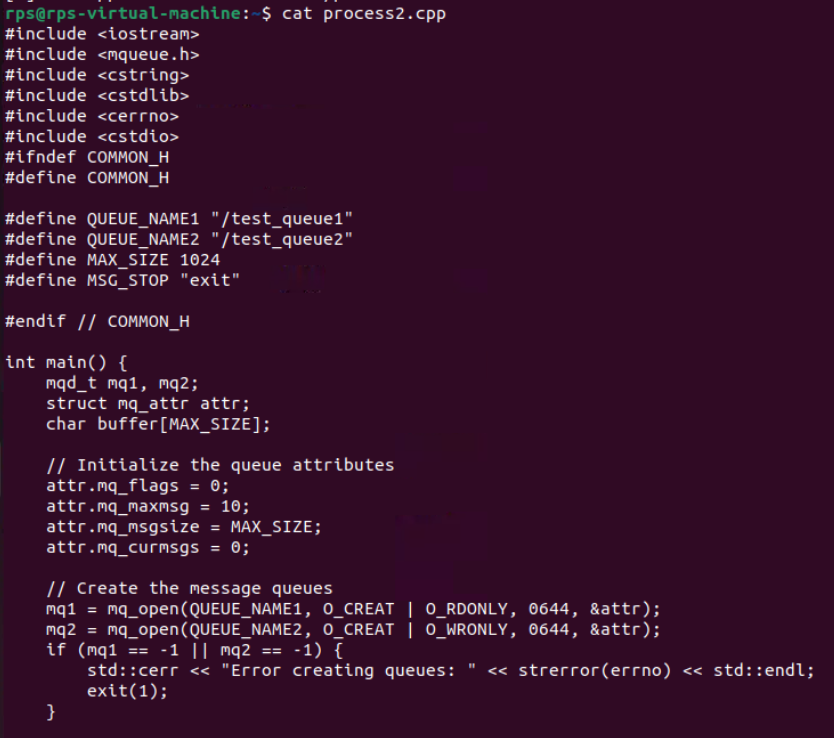 rps@rps-virtual-machine:~$ cat process2.cpp
#include <iostream>
#include <mqueue.h>
#include <cstring>
#include <cstdlib>
#include <cerrno>
#include <cstdio>
#ifndef COMMON_H
#define COMMON_H

#define QUEUE_NAME1 "/test_queue1"
#define QUEUE_NAME2 "/test_queue2"
#define MAX_SIZE 1024
#define MSG_STOP "exit"

#endif // COMMON_H

int main() {
    mqd_t mq1, mq2;
    struct mq_attr attr;
    char buffer[MAX_SIZE];

    // Initialize the queue attributes
    attr.mq_flags = 0;
    attr.mq_maxmsg = 10;
    attr.mq_msgsize = MAX_SIZE;
    attr.mq_curmsgs = 0;

    // Create the message queues
    mq1 = mq_open(QUEUE_NAME1, O_CREAT | O_RDONLY, 0644, &attr);
    mq2 = mq_open(QUEUE_NAME2, O_CREAT | O_WRONLY, 0644, &attr);
    if (mq1 == -1 || mq2 == -1) {
        std::cerr << "Error creating queues: " << strerror(errno) << std::endl;
        exit(1);
    }